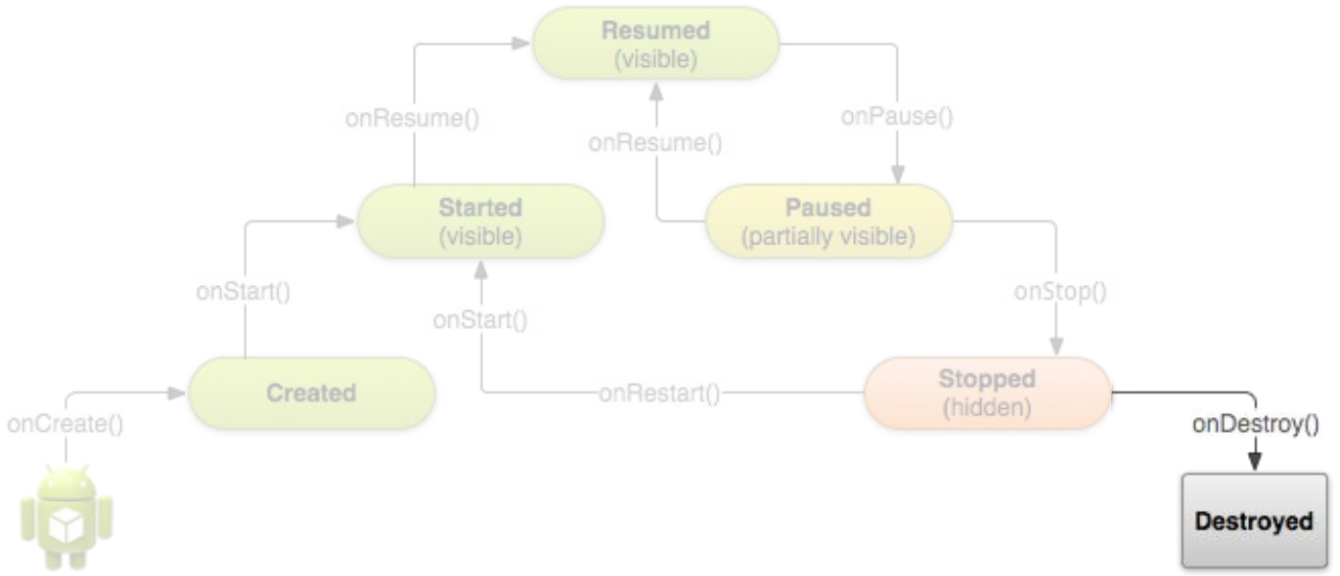 Resumed
(visible)
onResume()
onPause()
onResume()
Started
(visible)
Paused
(partially visible)
onStart()
onStop()
onStart()
Created
onRestart()
Stopped
(hidden)
onCreate()
onDestroy()
Destroyed